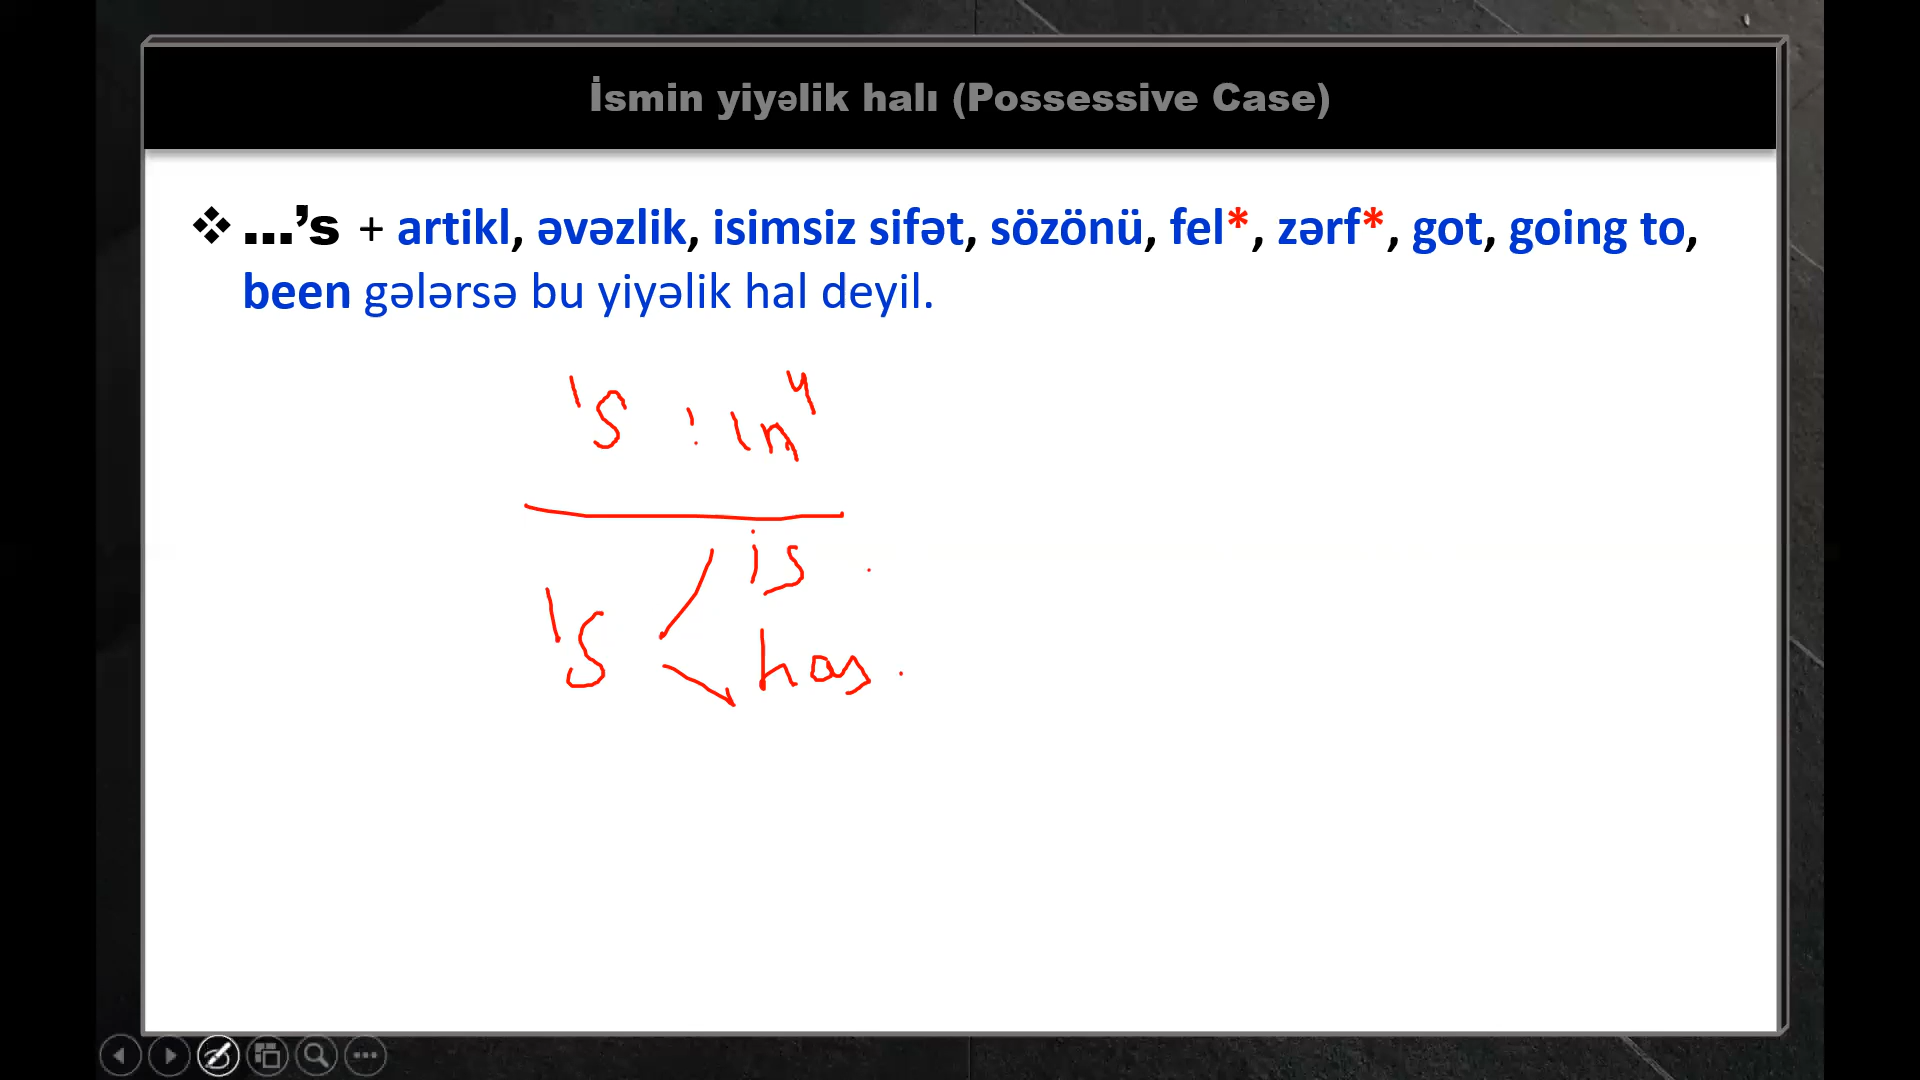 İsmin yiyəlik halı (Possessive Case)
❖ ...’s + artikl, əvəzlik, isimsiz sifət, sözönü, fel*, zərf*, got, going to,
been gələrsə bu yiyəlik hal deyil.
's : ın⁴
is
's
has.